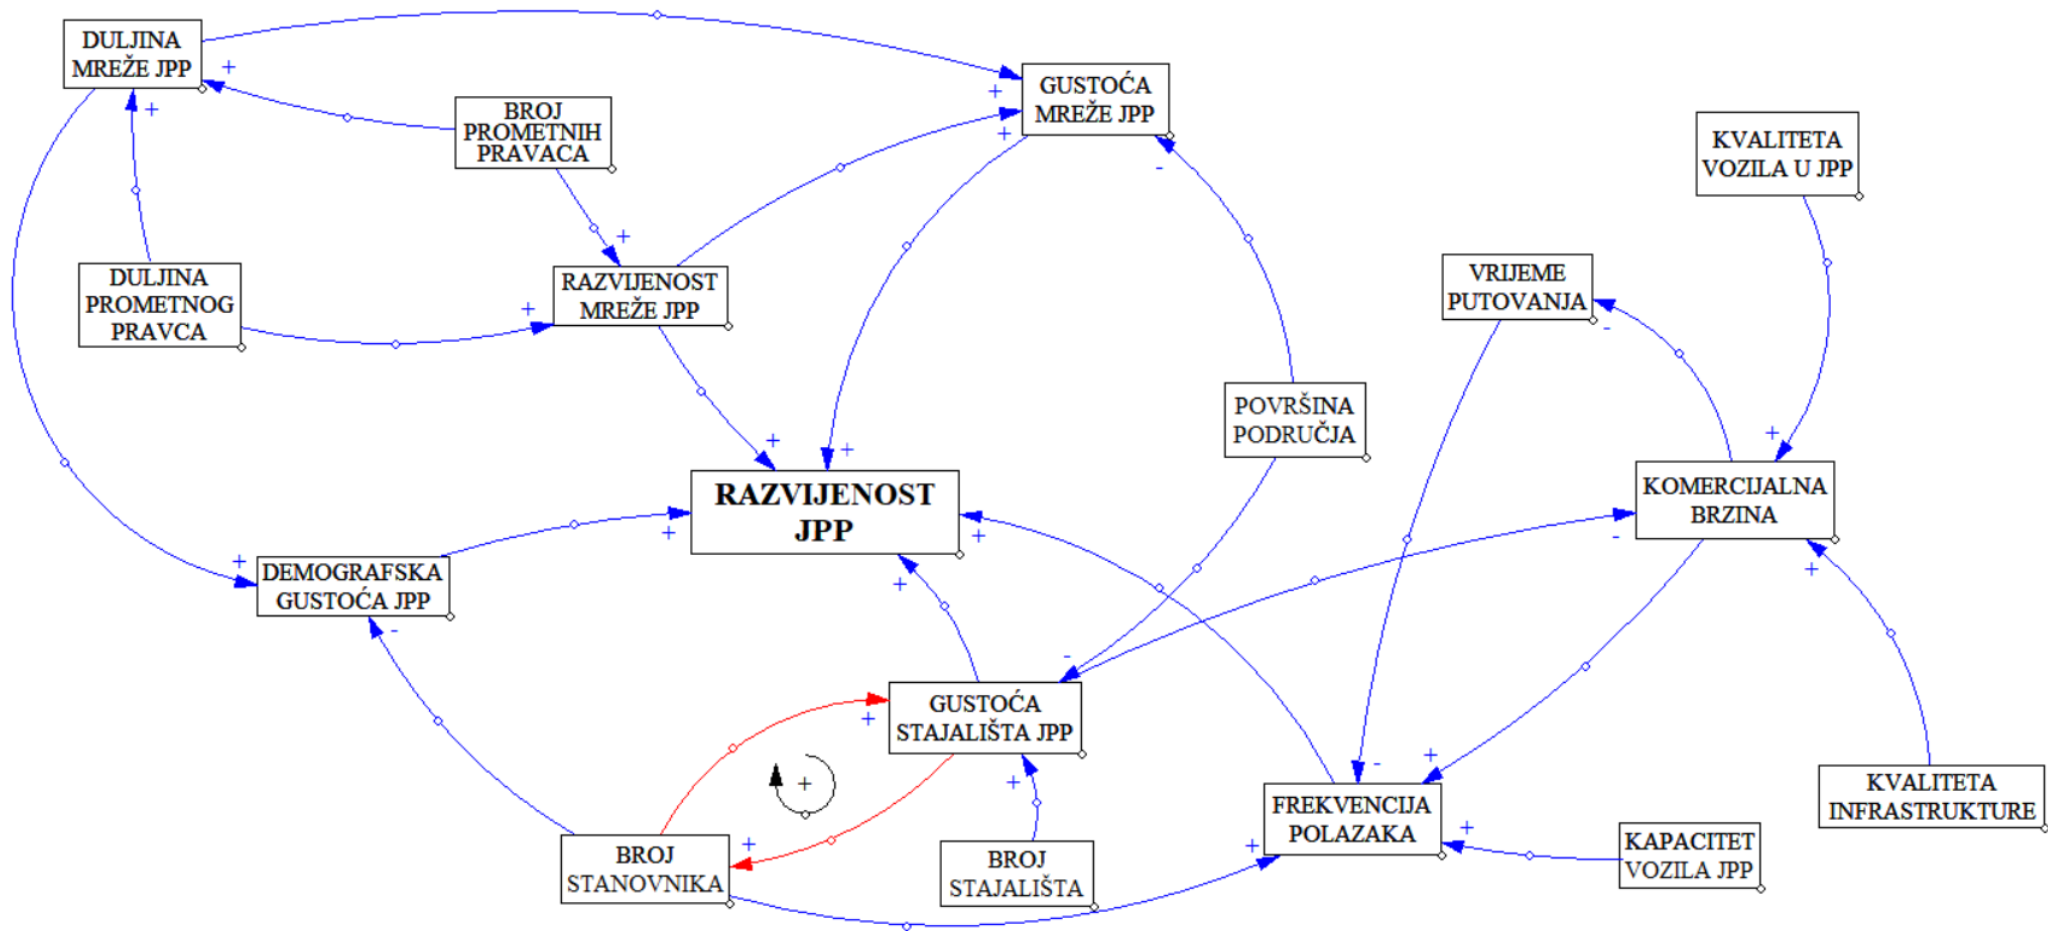 DULJINA
MREŽE JPP
+
+
BROJ
PROMETNIH
PRAVACA
GUSTOĆA
MREŽE JPP
+
+
-
KVALITETA
VOZILA U JPP
DULJINA
PROMETNOG
PRAVCA
+
+
RAZVIJENOST
MREŽE JPP
VRIJEME
PUTOVANJA
-
POVRŠINA
PODRUČJA
+
+
+
RAZVIJENOST
JPP
+
+
+
KOMERCIJALNA
BRZINA
-
+
+
DEMOGRAFSKA
GUSTOĆA JPP
-
-
GUSTOĆA
STAJALIŠTA JPP
+
+
+
-
+
FREKVENCIJA
POLAZAKA
+
+
KVALITETA
INFRASTRUKTURE
BROJ
STANOVNIKA
+
BROJ
STAJALIŠTA
KAPACITET
VOZILA JPP